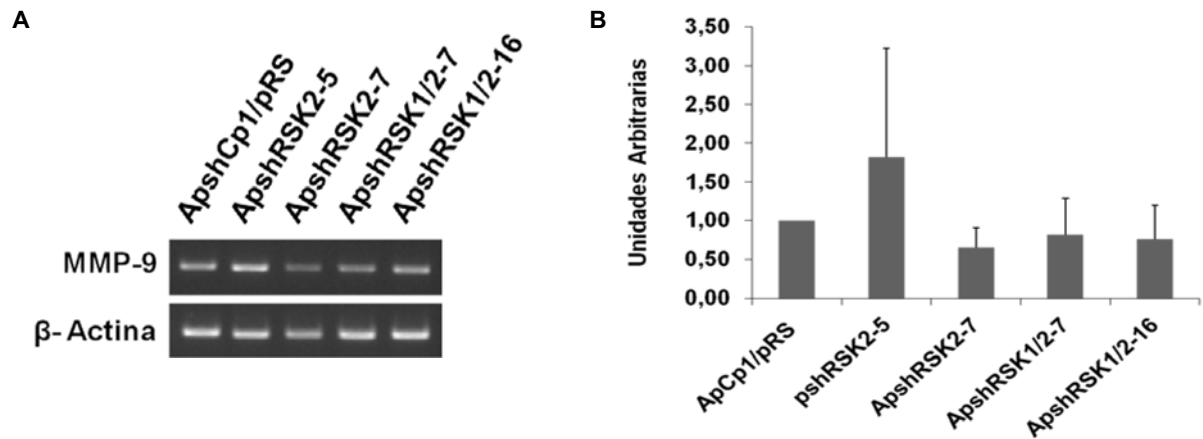 A
ApshCp1/pRS
ApshRSK2-5
ApshRSK2-7
ApshRSK1/2-7
ApshRSK1/2-16
MMP-9
β- Actina
B
Unidades Arbitrarias
3,50
3,00
2,50
2,00
1,50
1,00
0,50
0,00
ApCp1/pRS
pshRSK2-5
ApshRSK2-7
ApshRSK1/2-7
ApshRSK1/2-16